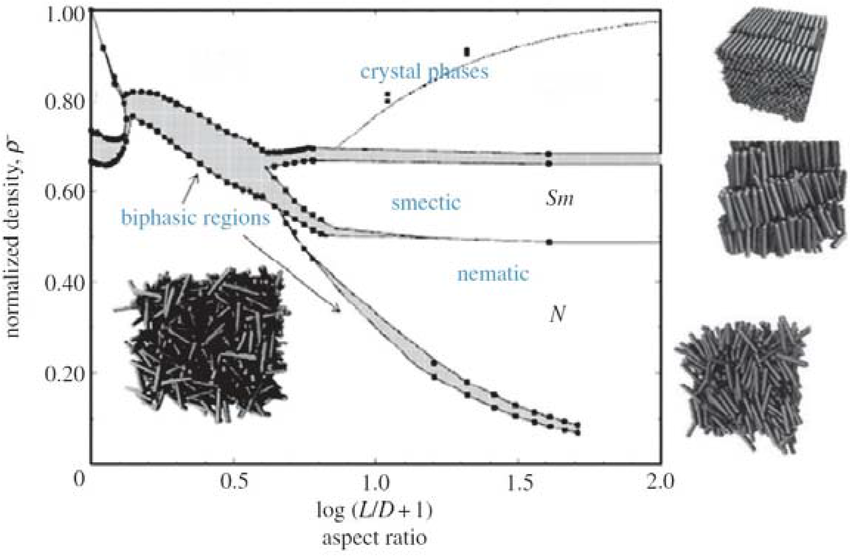 1.00
0.80
0.60
0.40
0.20
0
normalized density, ρ‾
crystal phases
smectic
Sm
biphasic regions
nematic
N
0
0.5
1.0
1.5
2.0
log (L/D + 1)
aspect ratio